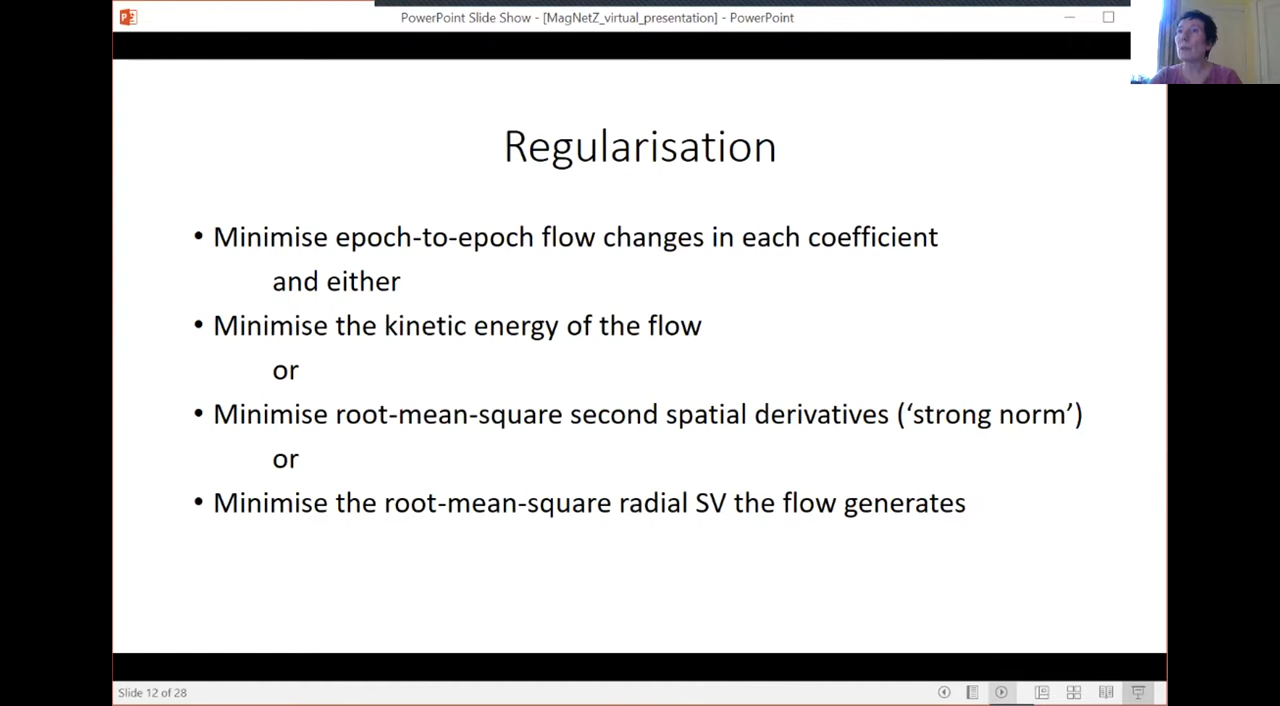 PowerPoint Slide Show - [MagNetZ_virtual_presentation] - PowerPoint
Regularisation
• Minimise epoch-to-epoch flow changes in each coefficient
and either
• Minimise the kinetic energy of the flow
or
• Minimise root-mean-square second spatial derivatives (‘strong norm’)
or
• Minimise the root-mean-square radial SV the flow generates
Slide 12 of 28